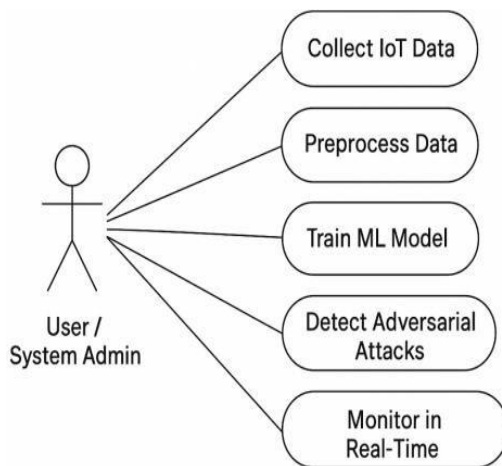 Collect IoT Data
Preprocess Data
Train ML Model
User /
System Admin
Detect Adversarial
Attacks
Monitor in
Real-Time